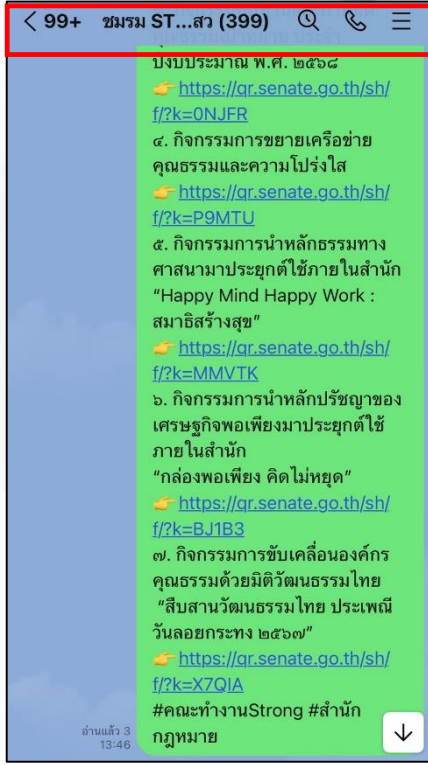 99+ ชมรม ST...สว (399)
ปีงบประมาณ พ.ศ. ๒๕๖๘
👉 https://qr.senate.go.th/sh/
f/?k=0NJFR
๔. กิจกรรมการขยายเครือข่าย
คุณธรรมและความโปร่งใส
👉 https://qr.senate.go.th/sh/
f/?k=P9MTU
๕. กิจกรรมการนำหลักธรรมทาง
ศาสนามาประยุกต์ใช้ภายในสำนัก
“Happy Mind Happy Work :
สมาธิสร้างสุข”
👉 https://qr.senate.go.th/sh/
f/?k=MMVTK
๖. กิจกรรมการนำหลักปรัชญาของ
เศรษฐกิจพอเพียงมาประยุกต์ใช้
ภายในสำนัก
“กล่องพอเพียง คิดไม่หยุด”
👉 https://qr.senate.go.th/sh/
f/?k=BJ1B3
๗. กิจกรรมการขับเคลื่อนองค์กร
คุณธรรมด้วยมิติวัฒนธรรมไทย
“สืบสานวัฒนธรรมไทย ประเพณี
วันลอยกระทง ๒๕๖๗”
👉 https://qr.senate.go.th/sh/
f/?k=X7QIA
#คณะทำงานStrong #สำนัก
กฎหมาย
อ่านแล้ว 3
13:46